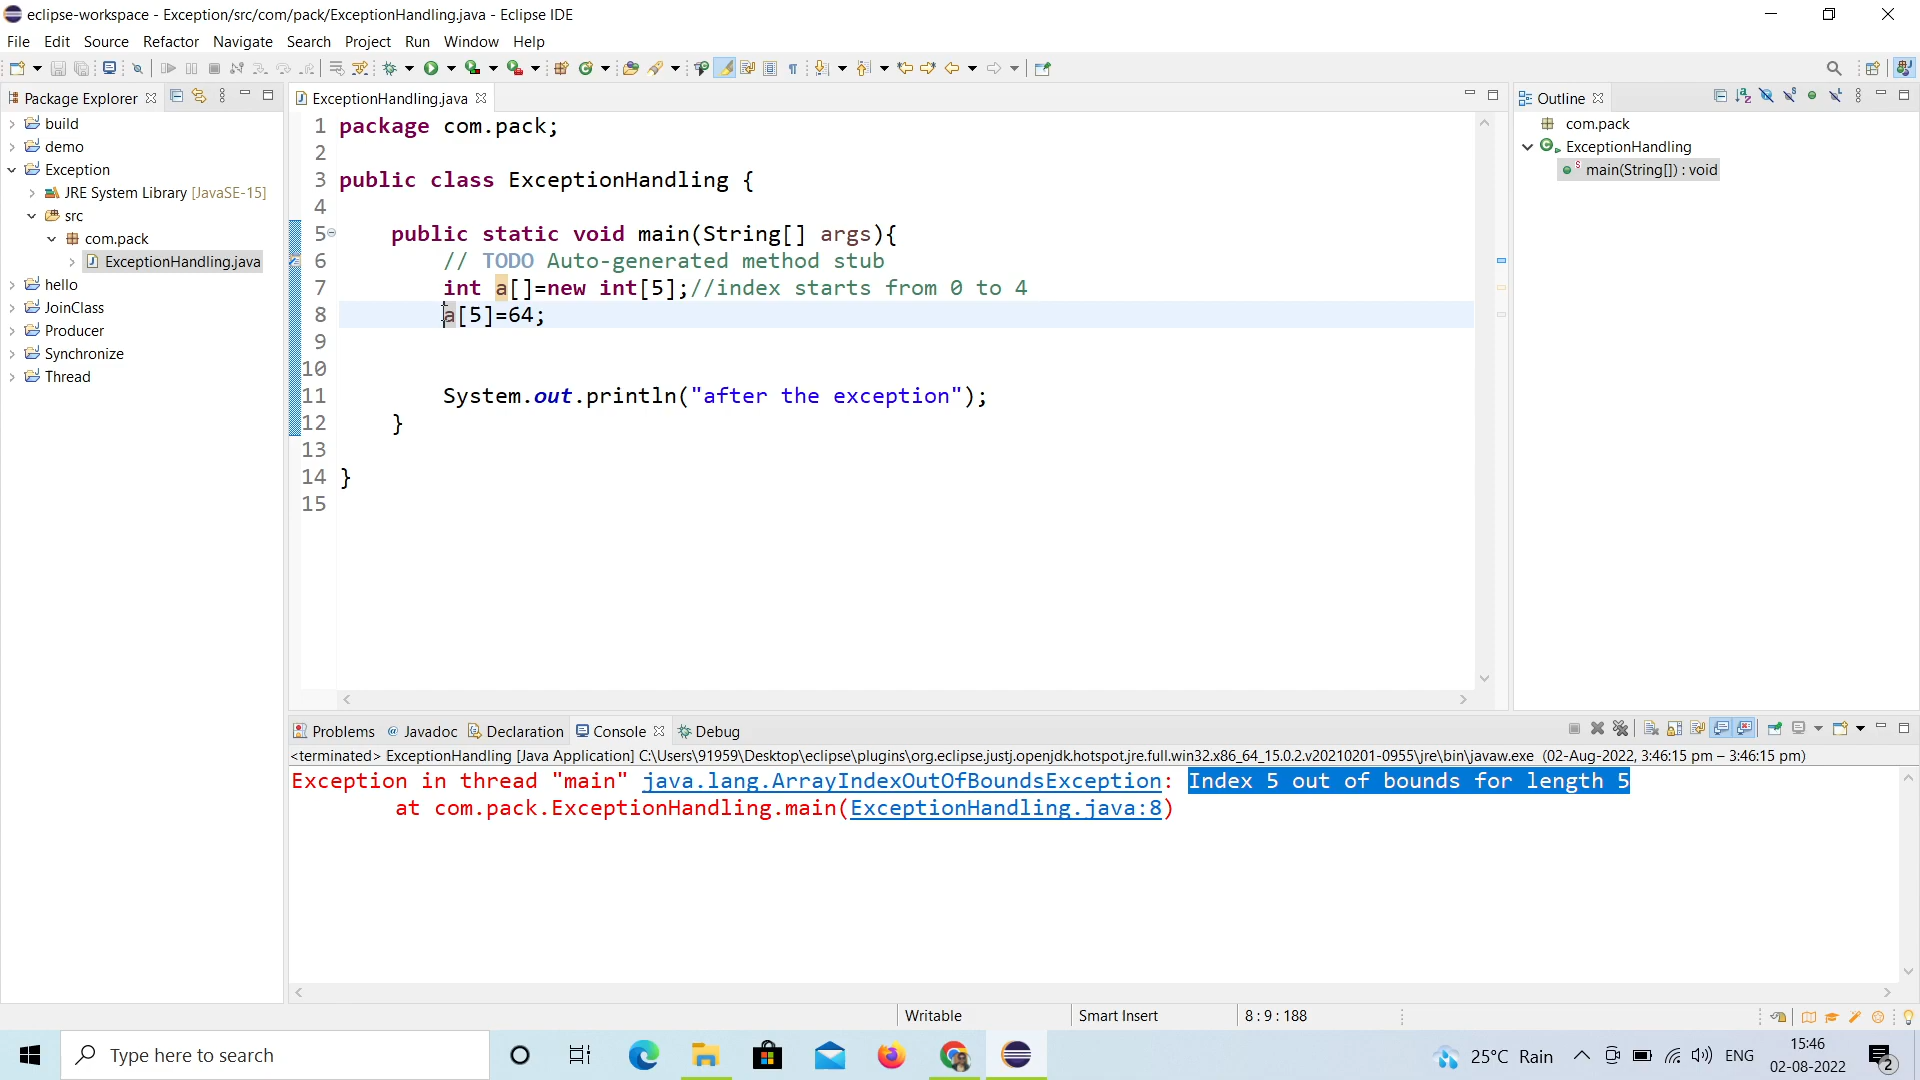 eclipse-workspace - Exception/src/com/pack/ExceptionHandling.java - Eclipse IDE
File Edit Source Refactor Navigate Search Project Run Window Help
Package Explorer
build
demo
Exception
JRE System Library [JavaSE-15]
src
com.pack
ExceptionHandling.java
hello
JoinClass
Producer
Synchronize
Thread
ExceptionHandling.java
1 package com.pack;
2
3 public class ExceptionHandling {
4
5 public static void main(String[] args){
6 // TODO Auto-generated method stub
7 int a[]=new int[5];//index starts from 0 to 4
8 a[5]=64;
9
10
11 System.out.println("after the exception");
12 }
13
14 }
15
Outline
com.pack
ExceptionHandling
main(String[]) : void
Problems Javadoc Declaration Console Debug
<terminated> ExceptionHandling [Java Application] C:\Users\91959\Desktop\eclipse\plugins\org.eclipse.justj.openjdk.hotspot.jre.full.win32.x86_64_15.0.2.v20210201-0955\jre\bin\javaw.exe (02-Aug-2022, 3:46:15 pm – 3:46:15 pm)
Exception in thread "main" java.lang.ArrayIndexOutOfBoundsException: Index 5 out of bounds for length 5
at com.pack.ExceptionHandling.main(ExceptionHandling.java:8)
Writable Smart Insert 8 : 9 : 188
Type here to search
25°C Rain
ENG
15:46
02-08-2022
2